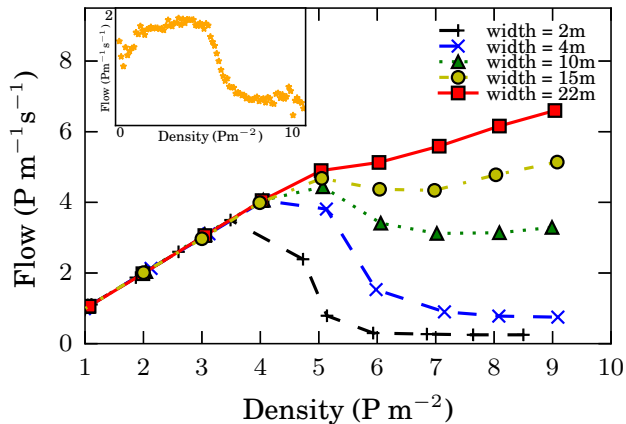 8
6
4
2
0
Flow (P m⁻¹s⁻¹)
1 2 3 4 5 6 7 8 9 10
Density (P m⁻²)
2
Flow (Pm⁻¹s⁻¹)
0 10
Density (Pm⁻²)
width = 2m
width = 4m
width = 10m
width = 15m
width = 22m